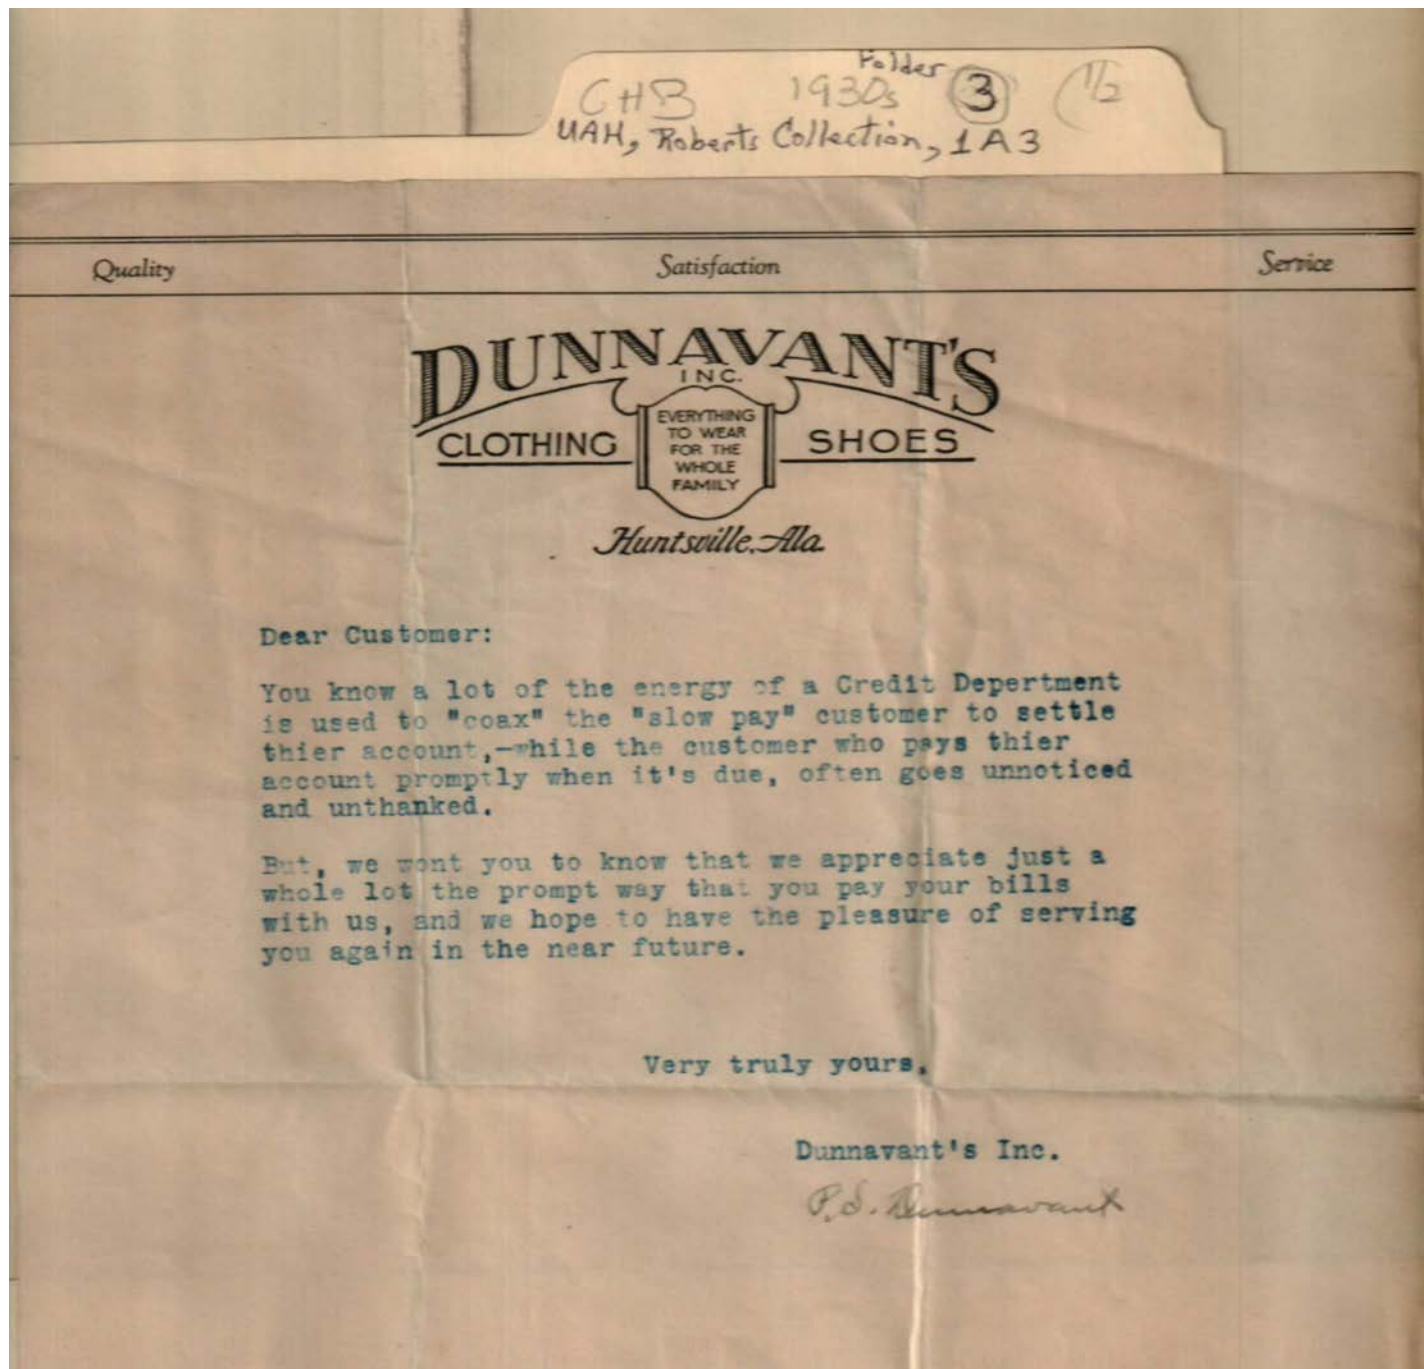 Folder
CHB 1930s 3 1/2
UAH, Roberts Collection, 1A3
Quality Satisfaction Service
DUNNAVANT'S
INC.
CLOTHING SHOES
EVERYTHING
TO WEAR
FOR THE
WHOLE
FAMILY
Huntsville, Ala.
Dear Customer:
You know a lot of the energy of a Credit Depertment
is used to "coax" the "slow pay" customer to settle
thier account,-while the customer who pays thier
account promptly when it's due, often goes unnoticed
and unthanked.
But, we wont you to know that we appreciate just a
whole lot the prompt way that you pay your bills
with us, and we hope to have the pleasure of serving
you again in the near future.
Very truly yours,
Dunnavant's Inc.
P.S. Dunnavant